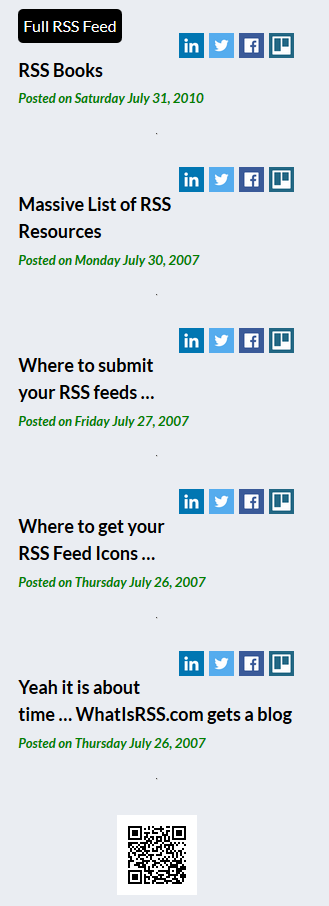 Full RSS Feed
RSS Books
Posted on Saturday July 31, 2010
.
Massive List of RSS
Resources
Posted on Monday July 30, 2007
.
Where to submit
your RSS feeds ...
Posted on Friday July 27, 2007
.
Where to get your
RSS Feed Icons ...
Posted on Thursday July 26, 2007
.
Yeah it is about
time ... WhatIsRSS.com gets a blog
Posted on Thursday July 26, 2007
.